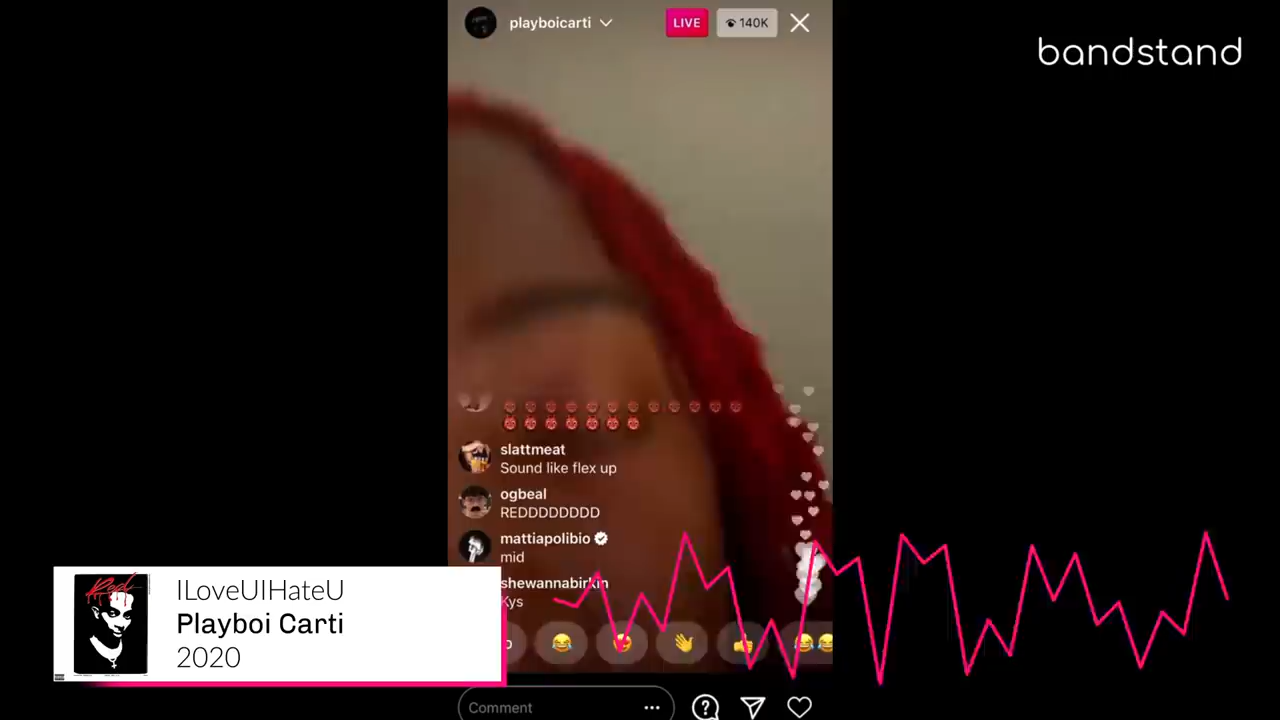 playboicarti
LIVE
140K
bandstand
slattmeat
Sound like flex up
ogbeal
REDDDDDDDD
mattiapolibio
mid
shewannabirkin
Kys
Red
ILoveUIHateU
Playboi Carti
2020
Comment